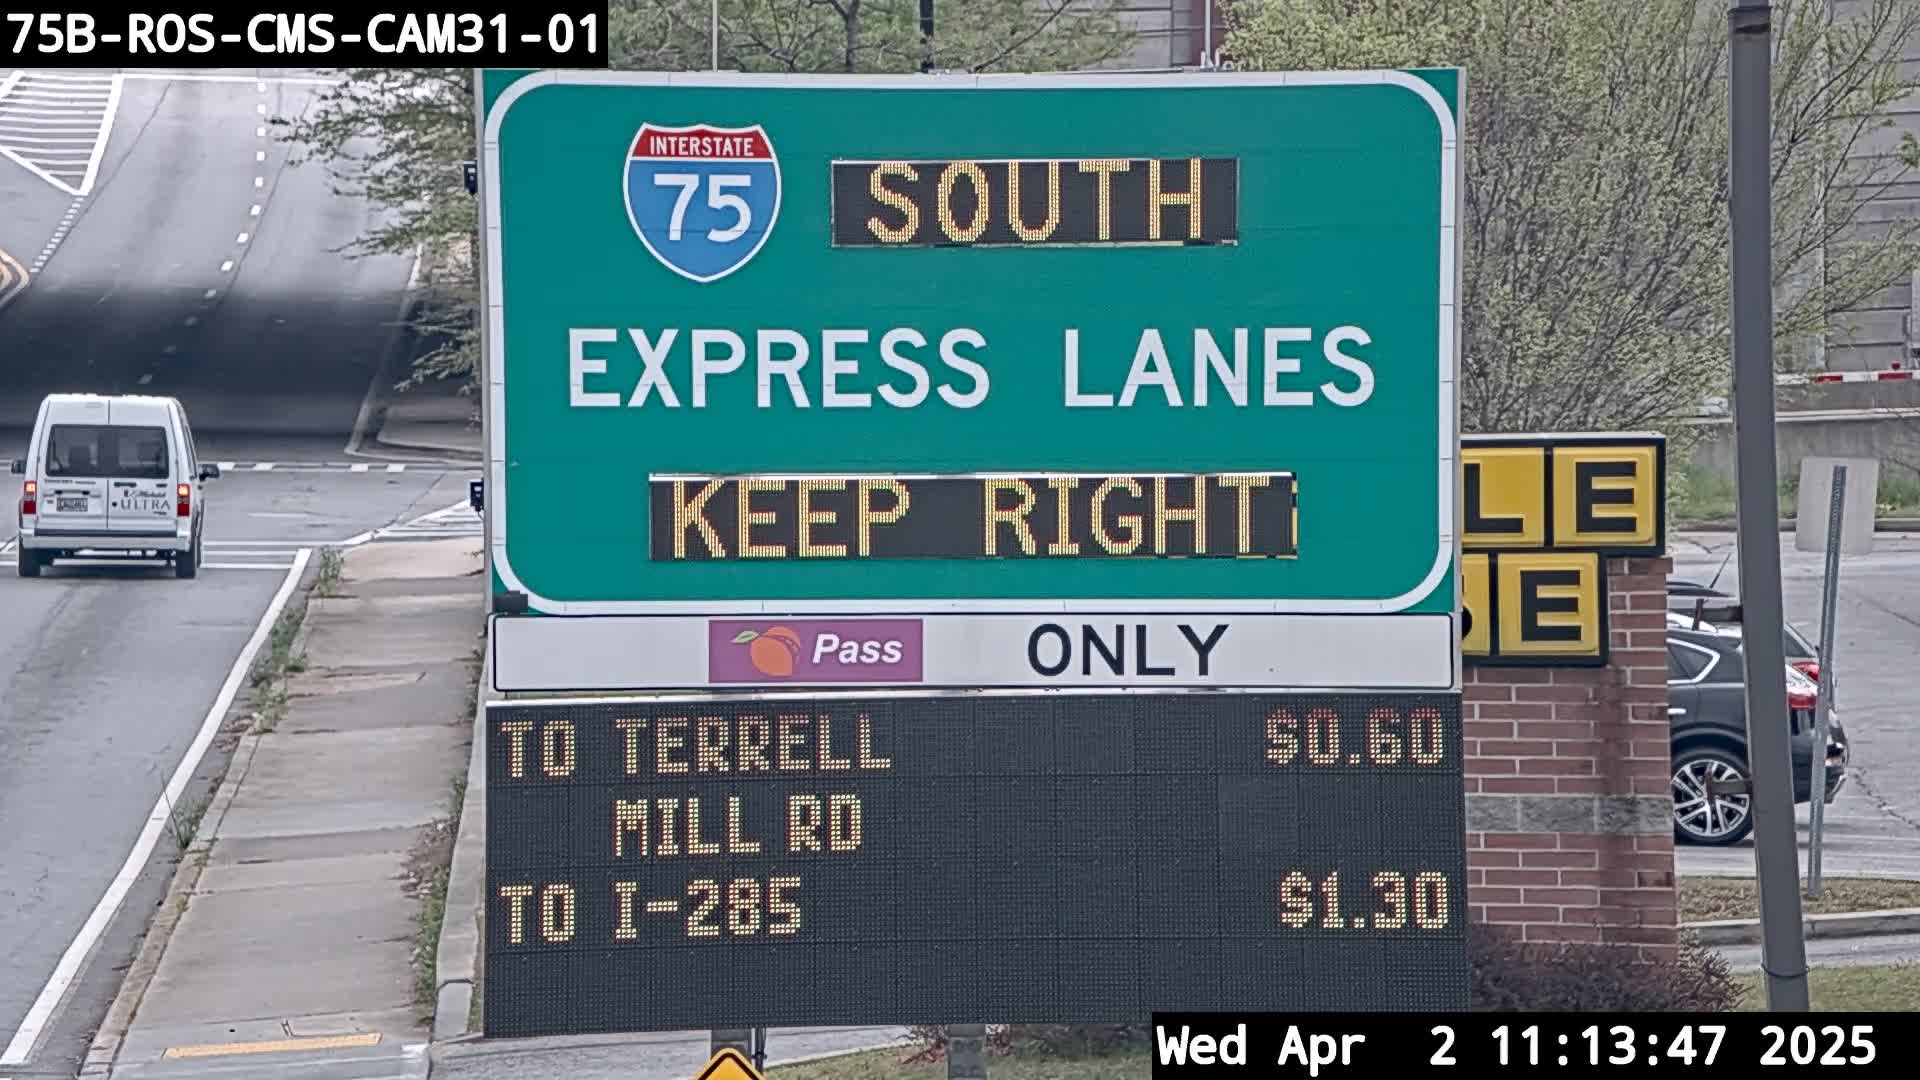 75B-ROS-CMS-CAM31-01
INTERSTATE
75
SOUTH
EXPRESS LANES
KEEP RIGHT
Pass ONLY
TO TERRELL $0.60
MILL RD
TO I-285 $1.30
LE
E
ULTRA
Wed Apr 2 11:13:47 2025